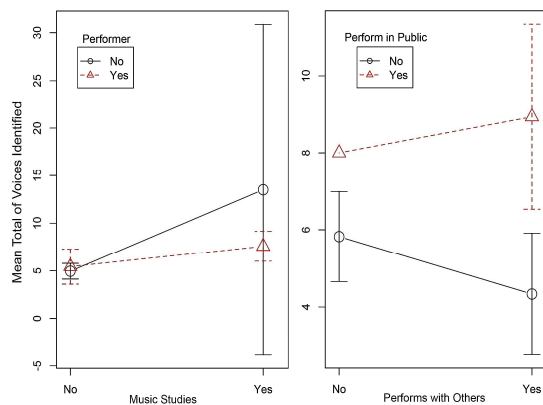 Mean Total of Voices Identified
30
25
20
15
10
5
0
-5
Performer
No
Yes
No
Yes
Music Studies
10
8
6
4
Perform in Public
No
Yes
No
Yes
Performs with Others